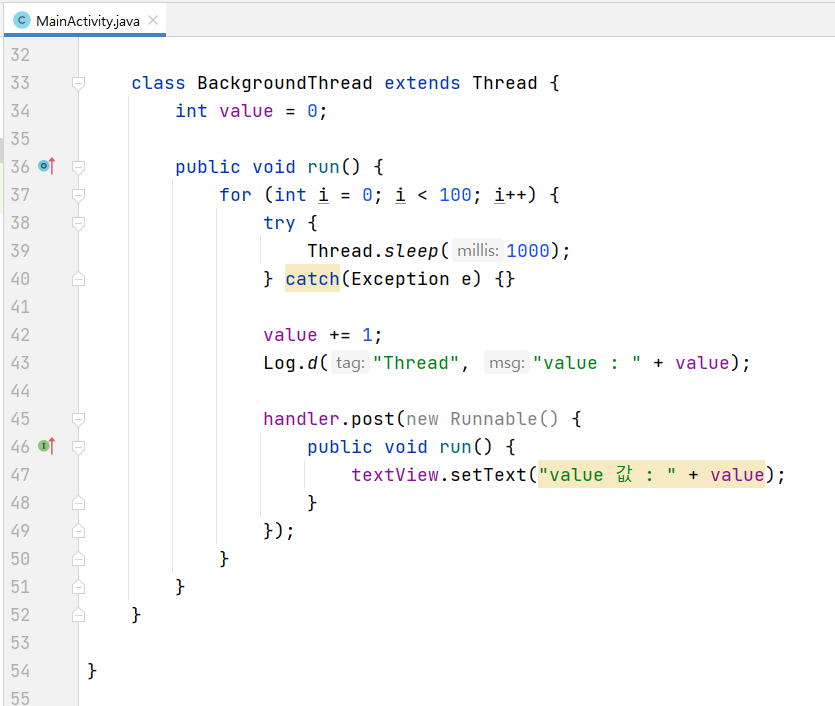 MainActivity.java
32
33 class BackgroundThread extends Thread {
34 int value = 0;
35
36 public void run() {
37 for (int i = 0; i < 100; i++) {
38 try {
39 Thread.sleep( millis: 1000);
40 } catch(Exception e) {}
41
42 value += 1;
43 Log.d( tag: "Thread", msg: "value : " + value);
44
45 handler.post(new Runnable() {
46 public void run() {
47 textView.setText("value 값 : " + value);
48 }
49 });
50 }
51 }
52 }
53
54 }
55